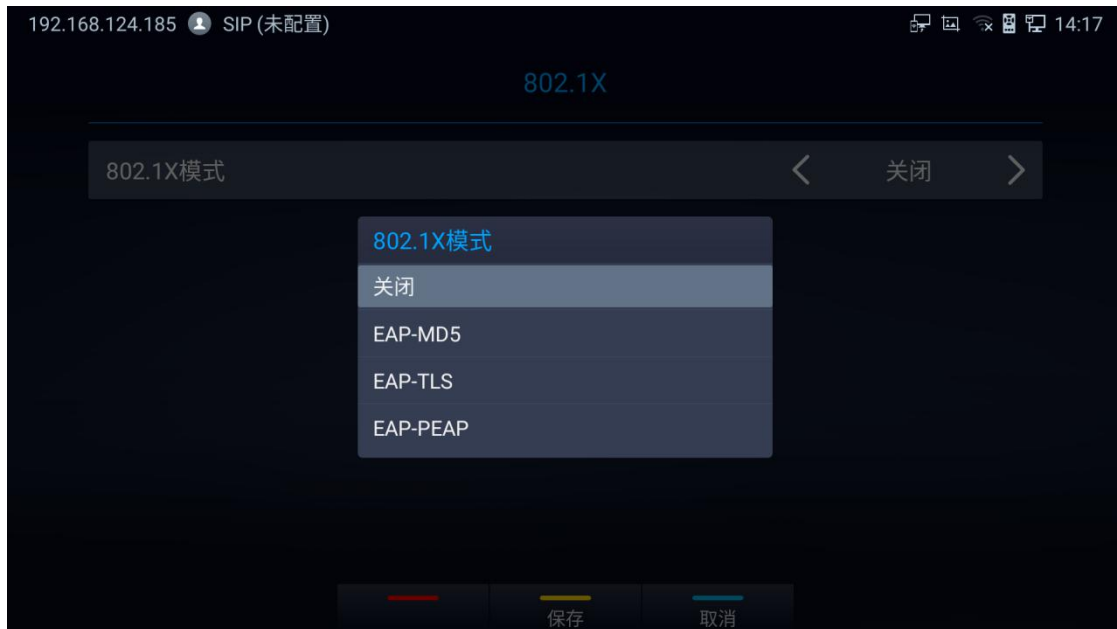 192.168.124.185 SIP (未配置) 14:17
802.1X
802.1X模式 关闭
802.1X模式
关闭
EAP-MD5
EAP-TLS
EAP-PEAP
保存 取消